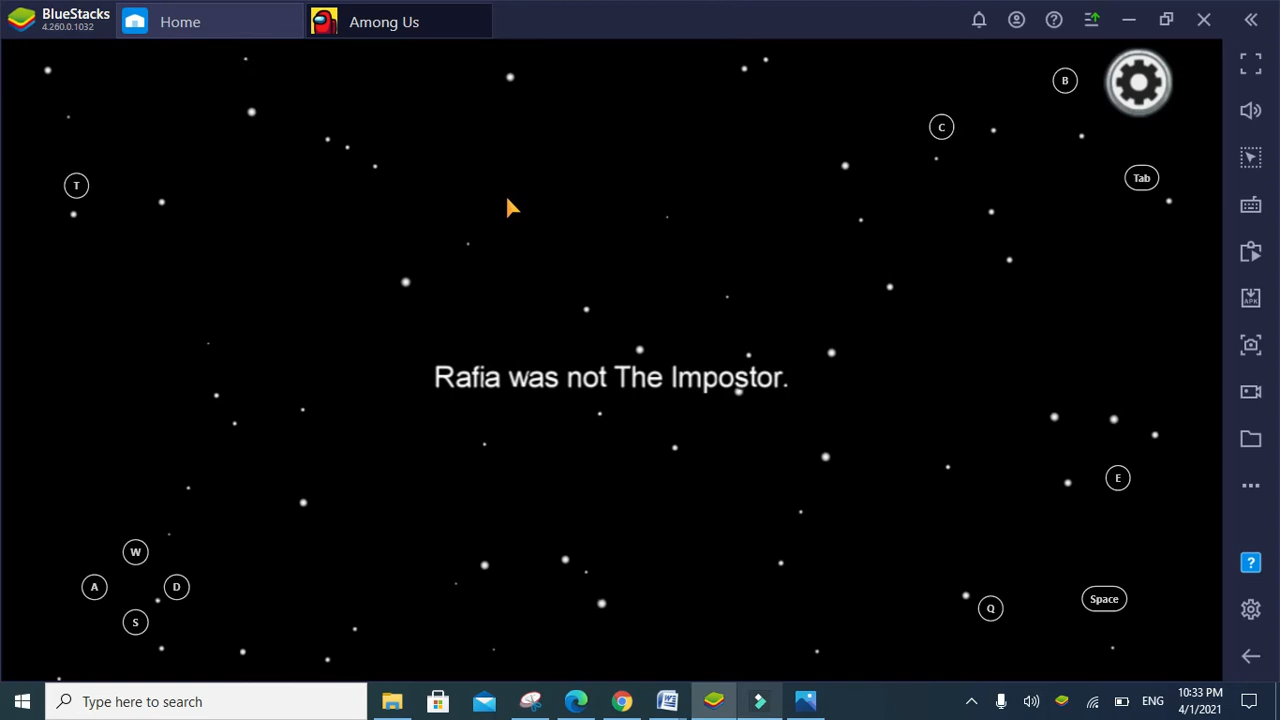 BlueStacks
4.260.0.1032
Home
Among Us
B
C
T
Tab
Rafia was not The Impostor.
E
W
A
D
S
Q
Space
APK
?
Type here to search
ENG
10:33 PM
4/1/2021